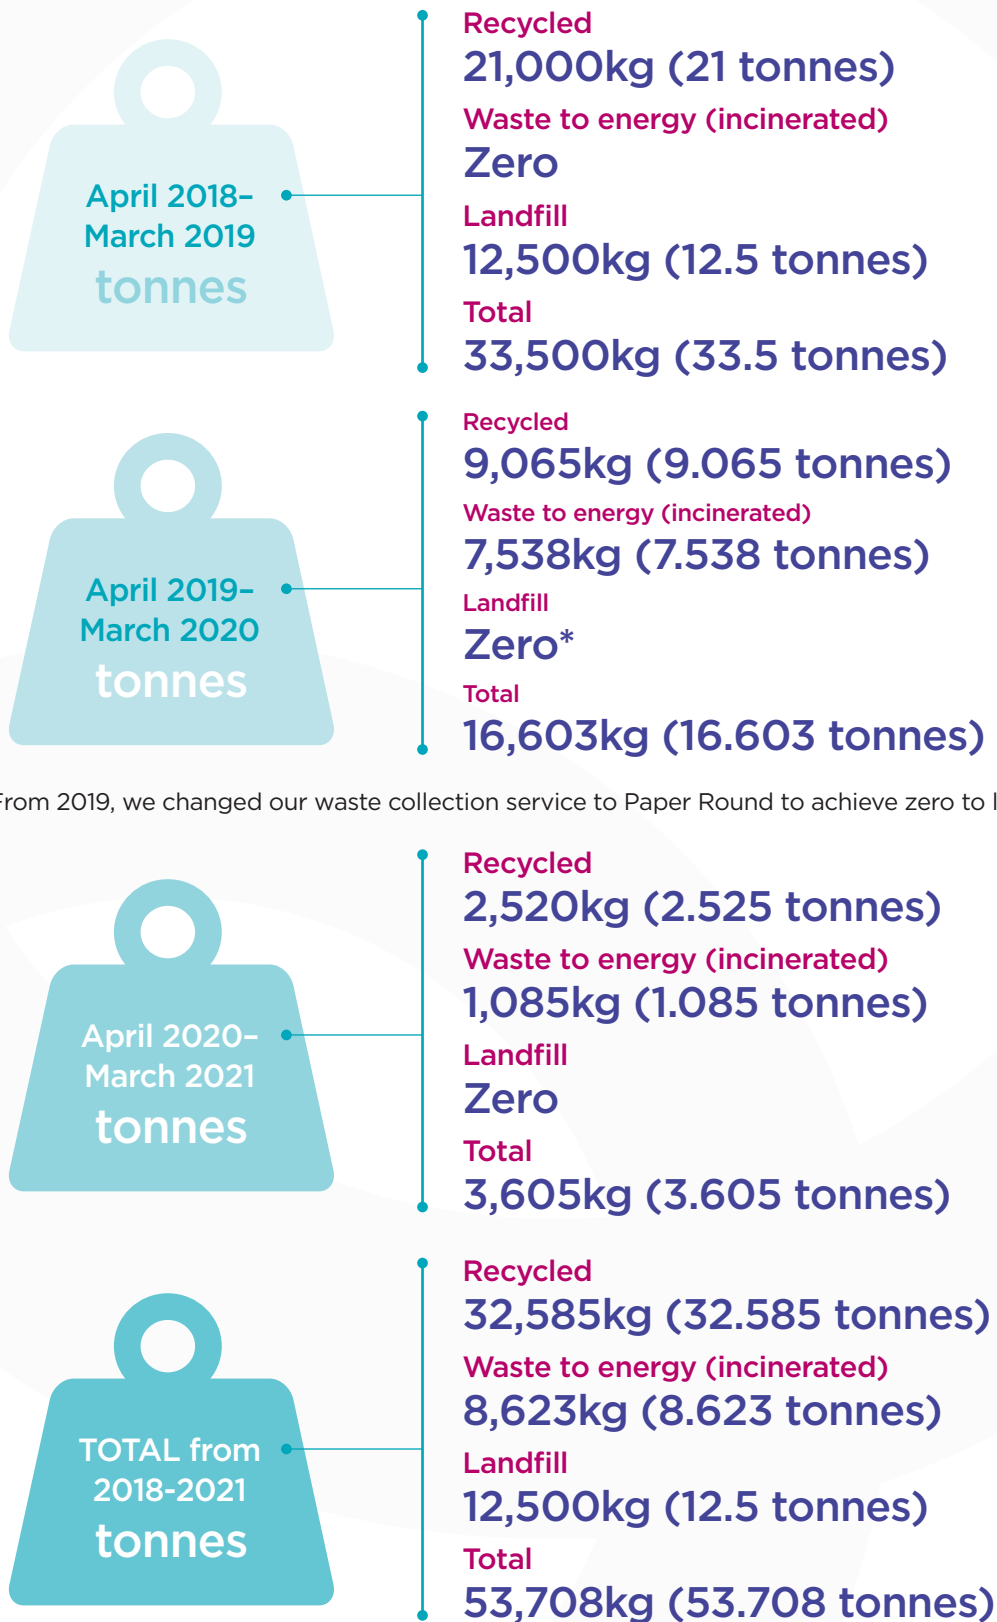 April 2018–
March 2019
tonnes
Recycled
21,000kg (21 tonnes)
Waste to energy (incinerated)
Zero
Landfill
12,500kg (12.5 tonnes)
Total
33,500kg (33.5 tonnes)
April 2019–
March 2020
tonnes
Recycled
9,065kg (9.065 tonnes)
Waste to energy (incinerated)
7,538kg (7.538 tonnes)
Landfill
Zero*
Total
16,603kg (16.603 tonnes)
From 2019, we changed our waste collection service to Paper Round to achieve zero to
April 2020–
March 2021
tonnes
Recycled
2,520kg (2.525 tonnes)
Waste to energy (incinerated)
1,085kg (1.085 tonnes)
Landfill
Zero
Total
3,605kg (3.605 tonnes)
TOTAL from
2018-2021
tonnes
Recycled
32,585kg (32.585 tonnes)
Waste to energy (incinerated)
8,623kg (8.623 tonnes)
Landfill
12,500kg (12.5 tonnes)
Total
53,708kg (53.708 tonnes)